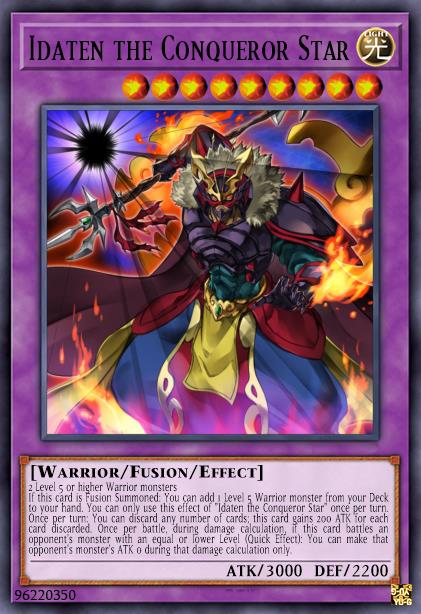 Idaten the Conqueror Star
LIGHT
光
[Warrior/Fusion/Effect]
2 Level 5 or higher Warrior monsters
If this card is Fusion Summoned: You can add 1 Level 5 Warrior monster from your Deck
to your hand. You can only use this effect of "Idaten the Conqueror Star" once per turn.
Once per turn: You can discard any number of cards; this card gains 200 ATK for each
card discarded. Once per battle, during damage calculation, if this card battles an
opponent's monster with an equal or lower Level (Quick Effect): You can make that
opponent's monster's ATK 0 during that damage calculation only.
ATK/3000 DEF/2200
96220350